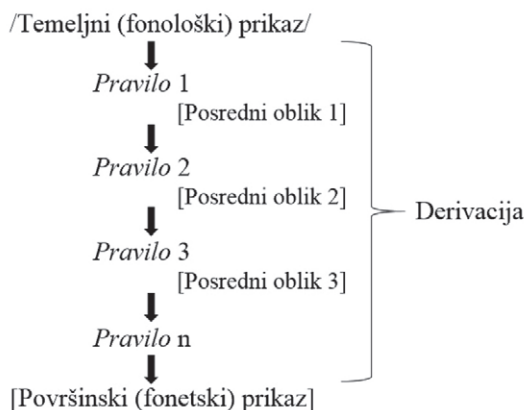 /Temeljni (fonološki) prikaz/
Pravilo 1
[Posredni oblik 1]
Pravilo 2
[Posredni oblik 2]
Derivacija
Pravilo 3
[Posredni oblik 3]
Pravilo n
[Površinski (fonetski) prikaz]